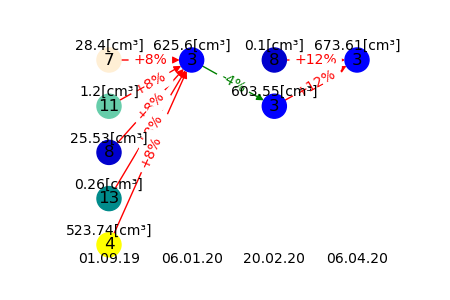 28.4[cm³] 625.6[cm³] 0.1[cm³] 673.61[cm³]
7 +8% 3 8 +12% 3
1.2[cm³] +8% -4% 603.55[cm³] +12%
11 +8% 3
25.53[cm³]
8 +8%
0.26[cm³]
13
523.74[cm³]
4
01.09.19 06.01.20 20.02.20 06.04.20